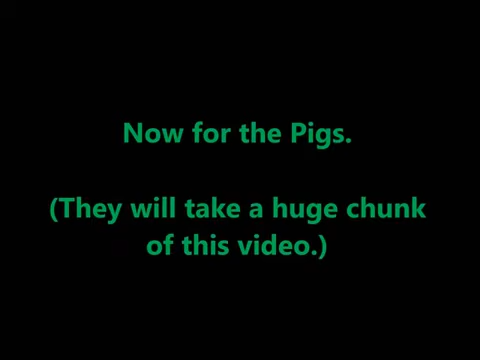 Now for the Pigs.
(They will take a huge chunk
of this video.)